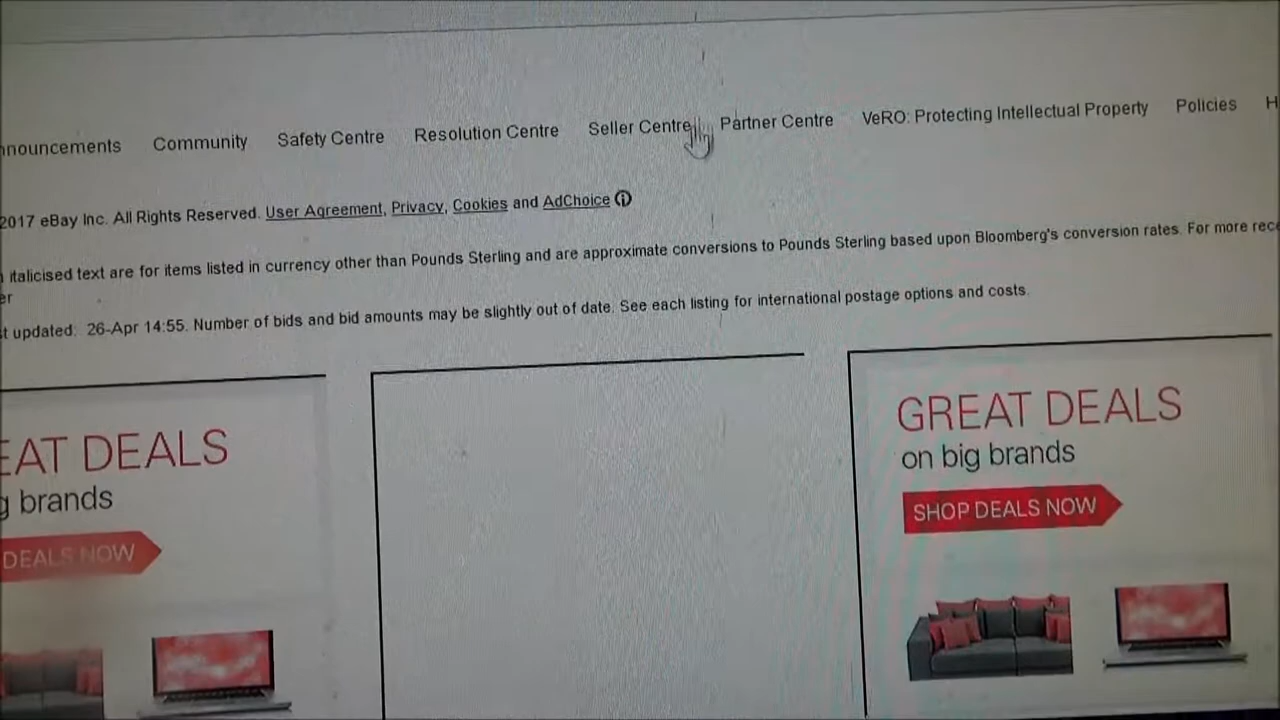 nnouncements Community Safety Centre Resolution Centre Seller Centre Partner Centre VeRO: Protecting Intellectual Property Policies H
2017 eBay Inc. All Rights Reserved. User Agreement, Privacy, Cookies and AdChoice
italicised text are for items listed in currency other than Pounds Sterling and are approximate conversions to Pounds Sterling based upon Bloomberg's conversion rates. For more rece
er
t updated: 26-Apr 14:55. Number of bids and bid amounts may be slightly out of date. See each listing for international postage options and costs.
EAT DEALS
g brands
DEALS NOW
GREAT DEALS
on big brands
SHOP DEALS NOW